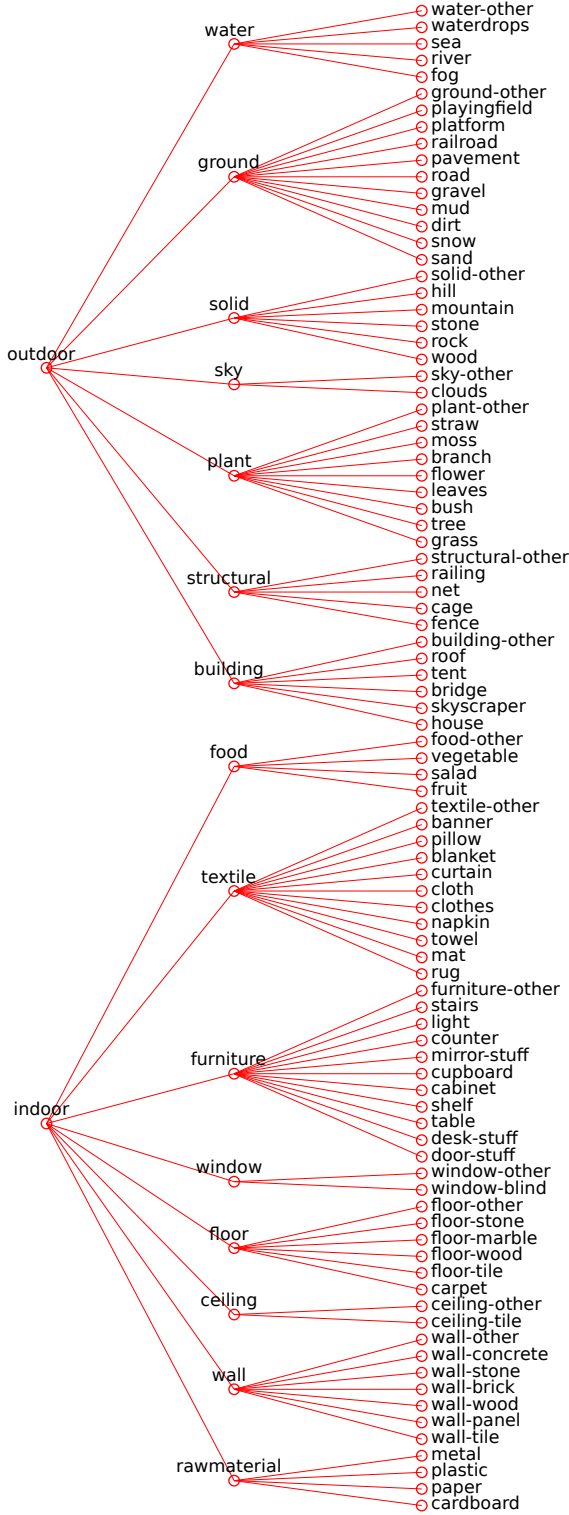 outdoor
water
water-other
waterdrops
sea
river
fog
ground
ground-other
playingfield
platform
railroad
pavement
road
gravel
mud
dirt
snow
sand
solid
solid-other
hill
mountain
stone
rock
wood
sky
sky-other
clouds
plant
plant-other
straw
moss
branch
flower
leaves
bush
tree
grass
structural
structural-other
railing
net
cage
fence
building
building-other
roof
tent
bridge
skyscraper
house
indoor
food
food-other
vegetable
salad
fruit
textile
textile-other
banner
pillow
blanket
curtain
cloth
clothes
napkin
towel
mat
rug
furniture
furniture-other
stairs
light
counter
mirror-stuff
cupboard
cabinet
shelf
table
desk-stuff
door-stuff
window
window-other
window-blind
floor
floor-other
floor-stone
floor-marble
floor-wood
floor-tile
carpet
ceiling
ceiling-other
ceiling-tile
wall
wall-other
wall-concrete
wall-stone
wall-brick
wall-wood
wall-panel
wall-tile
rawmaterial
metal
plastic
paper
cardboard